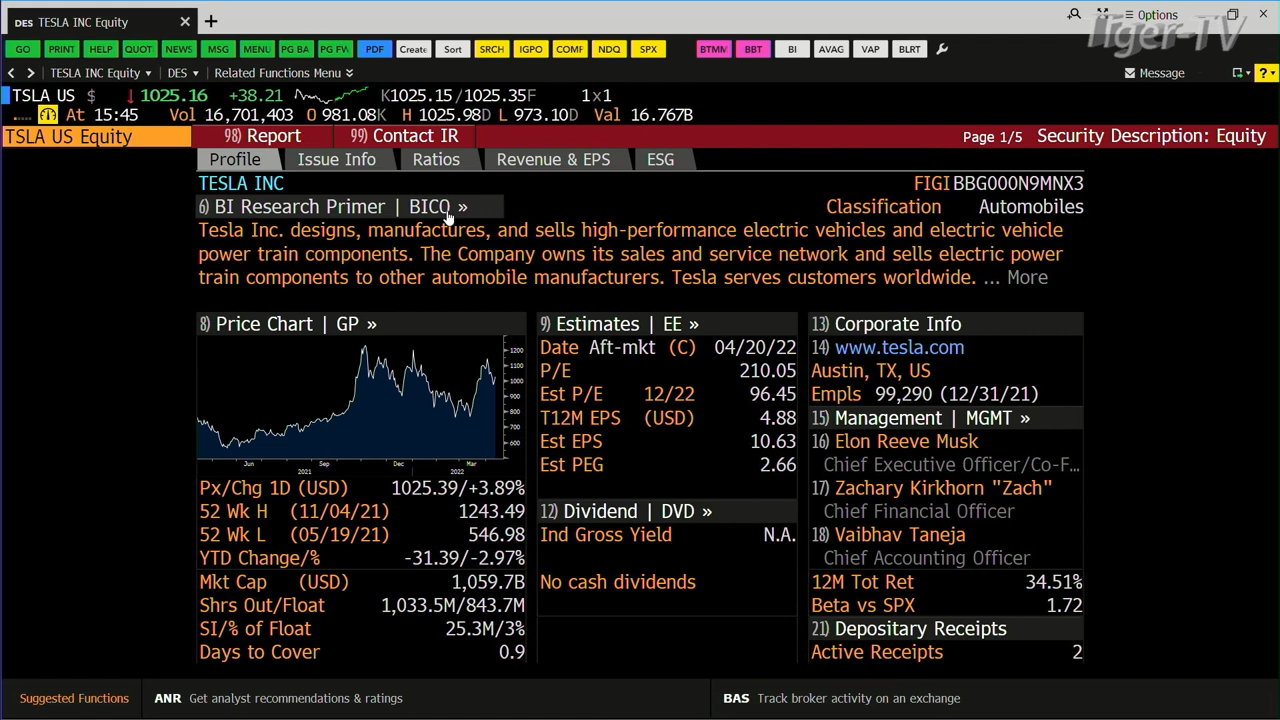 DES TESLA INC Equity
Options
Tiger-TV
GO PRINT HELP QUOT NEWS MSG MENU PG BA PG FW PDF Create Sort SRCH IGPO COMF NDQ SPX BTMM BBT BI AVAG VAP BLRT
TESLA INC Equity DES Related Functions Menu Message ?
TSLA US $ ↓1025.16 +38.21 K1025.15/1025.35F 1x1
At 15:45 Vol 16,701,403 O 981.08K H 1025.98D L 973.10D Val 16.767B
TSLA US Equity 98) Report 99) Contact IR Page 1/5 Security Description: Equity
Profile Issue Info Ratios Revenue & EPS ESG
TESLA INC FIGI BBG000N9MNX3
6) BI Research Primer | BICO » Classification Automobiles
Tesla Inc. designs, manufactures, and sells high-performance electric vehicles and electric vehicle
power train components. The Company owns its sales and service network and sells electric power
train components to other automobile manufacturers. Tesla serves customers worldwide. ... More
8) Price Chart | GP »
1200
1100
1000
900
800
700
600
Jun Sep Dec Mar
2021 2022
Px/Chg 1D (USD) 1025.39/+3.89%
52 Wk H (11/04/21) 1243.49
52 Wk L (05/19/21) 546.98
YTD Change/% -31.39/-2.97%
Mkt Cap (USD) 1,059.7B
Shrs Out/Float 1,033.5M/843.7M
SI/% of Float 25.3M/3%
Days to Cover 0.9
9) Estimates | EE »
Date Aft-mkt (C) 04/20/22
P/E 210.05
Est P/E 12/22 96.45
T12M EPS (USD) 4.88
Est EPS 10.63
Est PEG 2.66
12) Dividend | DVD »
Ind Gross Yield N.A.
No cash dividends
13) Corporate Info
14) www.tesla.com
Austin, TX, US
Empls 99,290 (12/31/21)
15) Management | MGMT »
16) Elon Reeve Musk
Chief Executive Officer/Co-F...
17) Zachary Kirkhorn "Zach"
Chief Financial Officer
18) Vaibhav Taneja
Chief Accounting Officer
12M Tot Ret 34.51%
Beta vs SPX 1.72
21) Depositary Receipts
Active Receipts 2
Suggested Functions ANR Get analyst recommendations & ratings BAS Track broker activity on an exchange